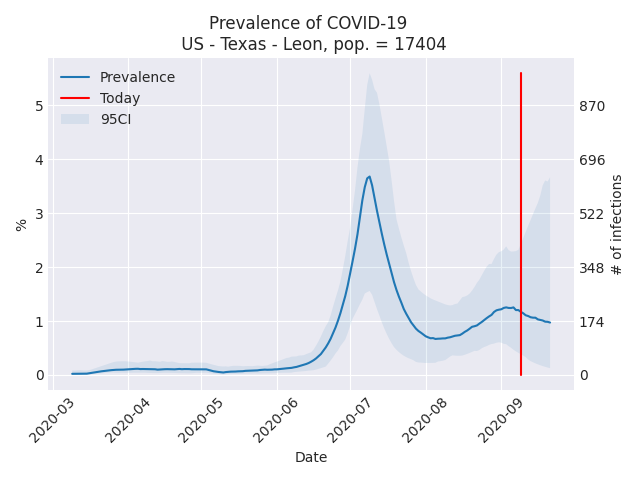 Prevalence of COVID-19
US - Texas - Leon, pop. = 17404
Prevalence
Today
95CI
%
5
4
3
2
1
0
870
696
522
348
174
0
# of infections
2020-03
2020-04
2020-05
2020-06
2020-07
2020-08
2020-09
Date